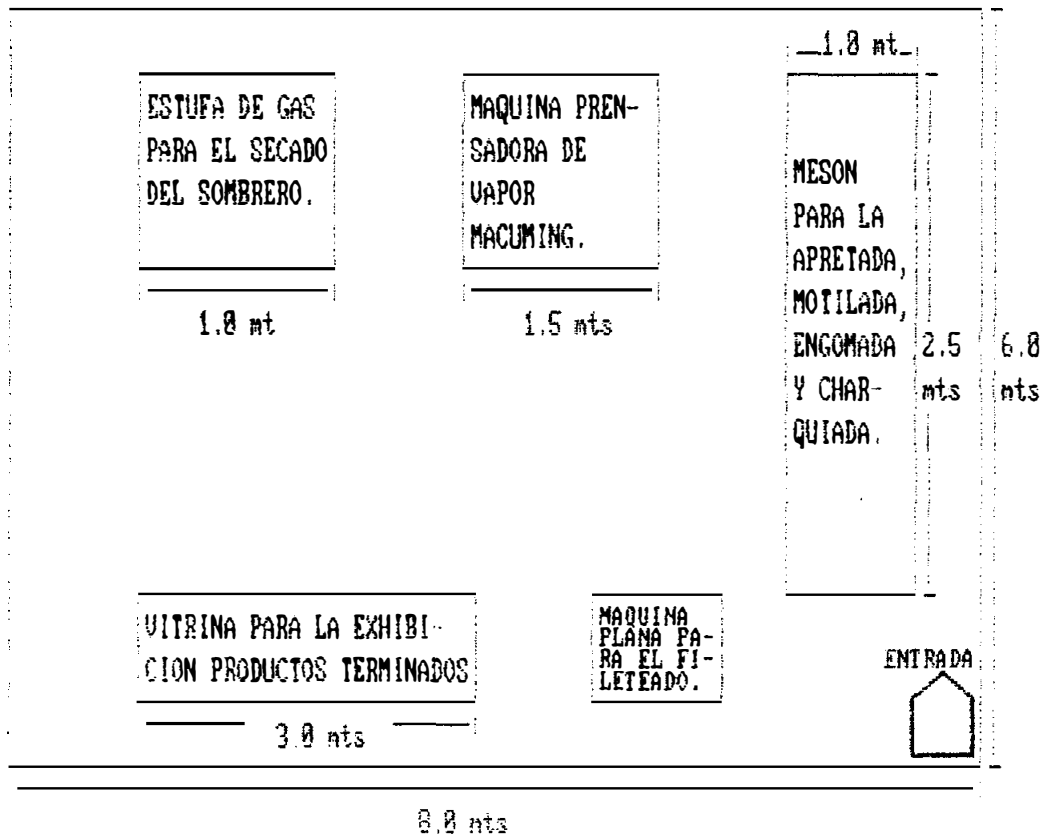 1.0 mt
ESTUFA DE GAS
PARA EL SECADO
DEL SOMBRERO.
1.0 mt
MAQUINA PREN-
SADORA DE
VAPOR
MACUMING.
1.5 mts
MESON
PARA LA
APRETADA,
MOTILADA,
ENGOMADA
Y CHAR-
QUIADA.
2.5
mts
6.0
mts
VITRINA PARA LA EXHIBI-
CION PRODUCTOS TERMINADOS
3.0 mts
MAQUINA
PLANA PA-
RA EL FI-
LETEADO.
ENTRADA
8.0 mts